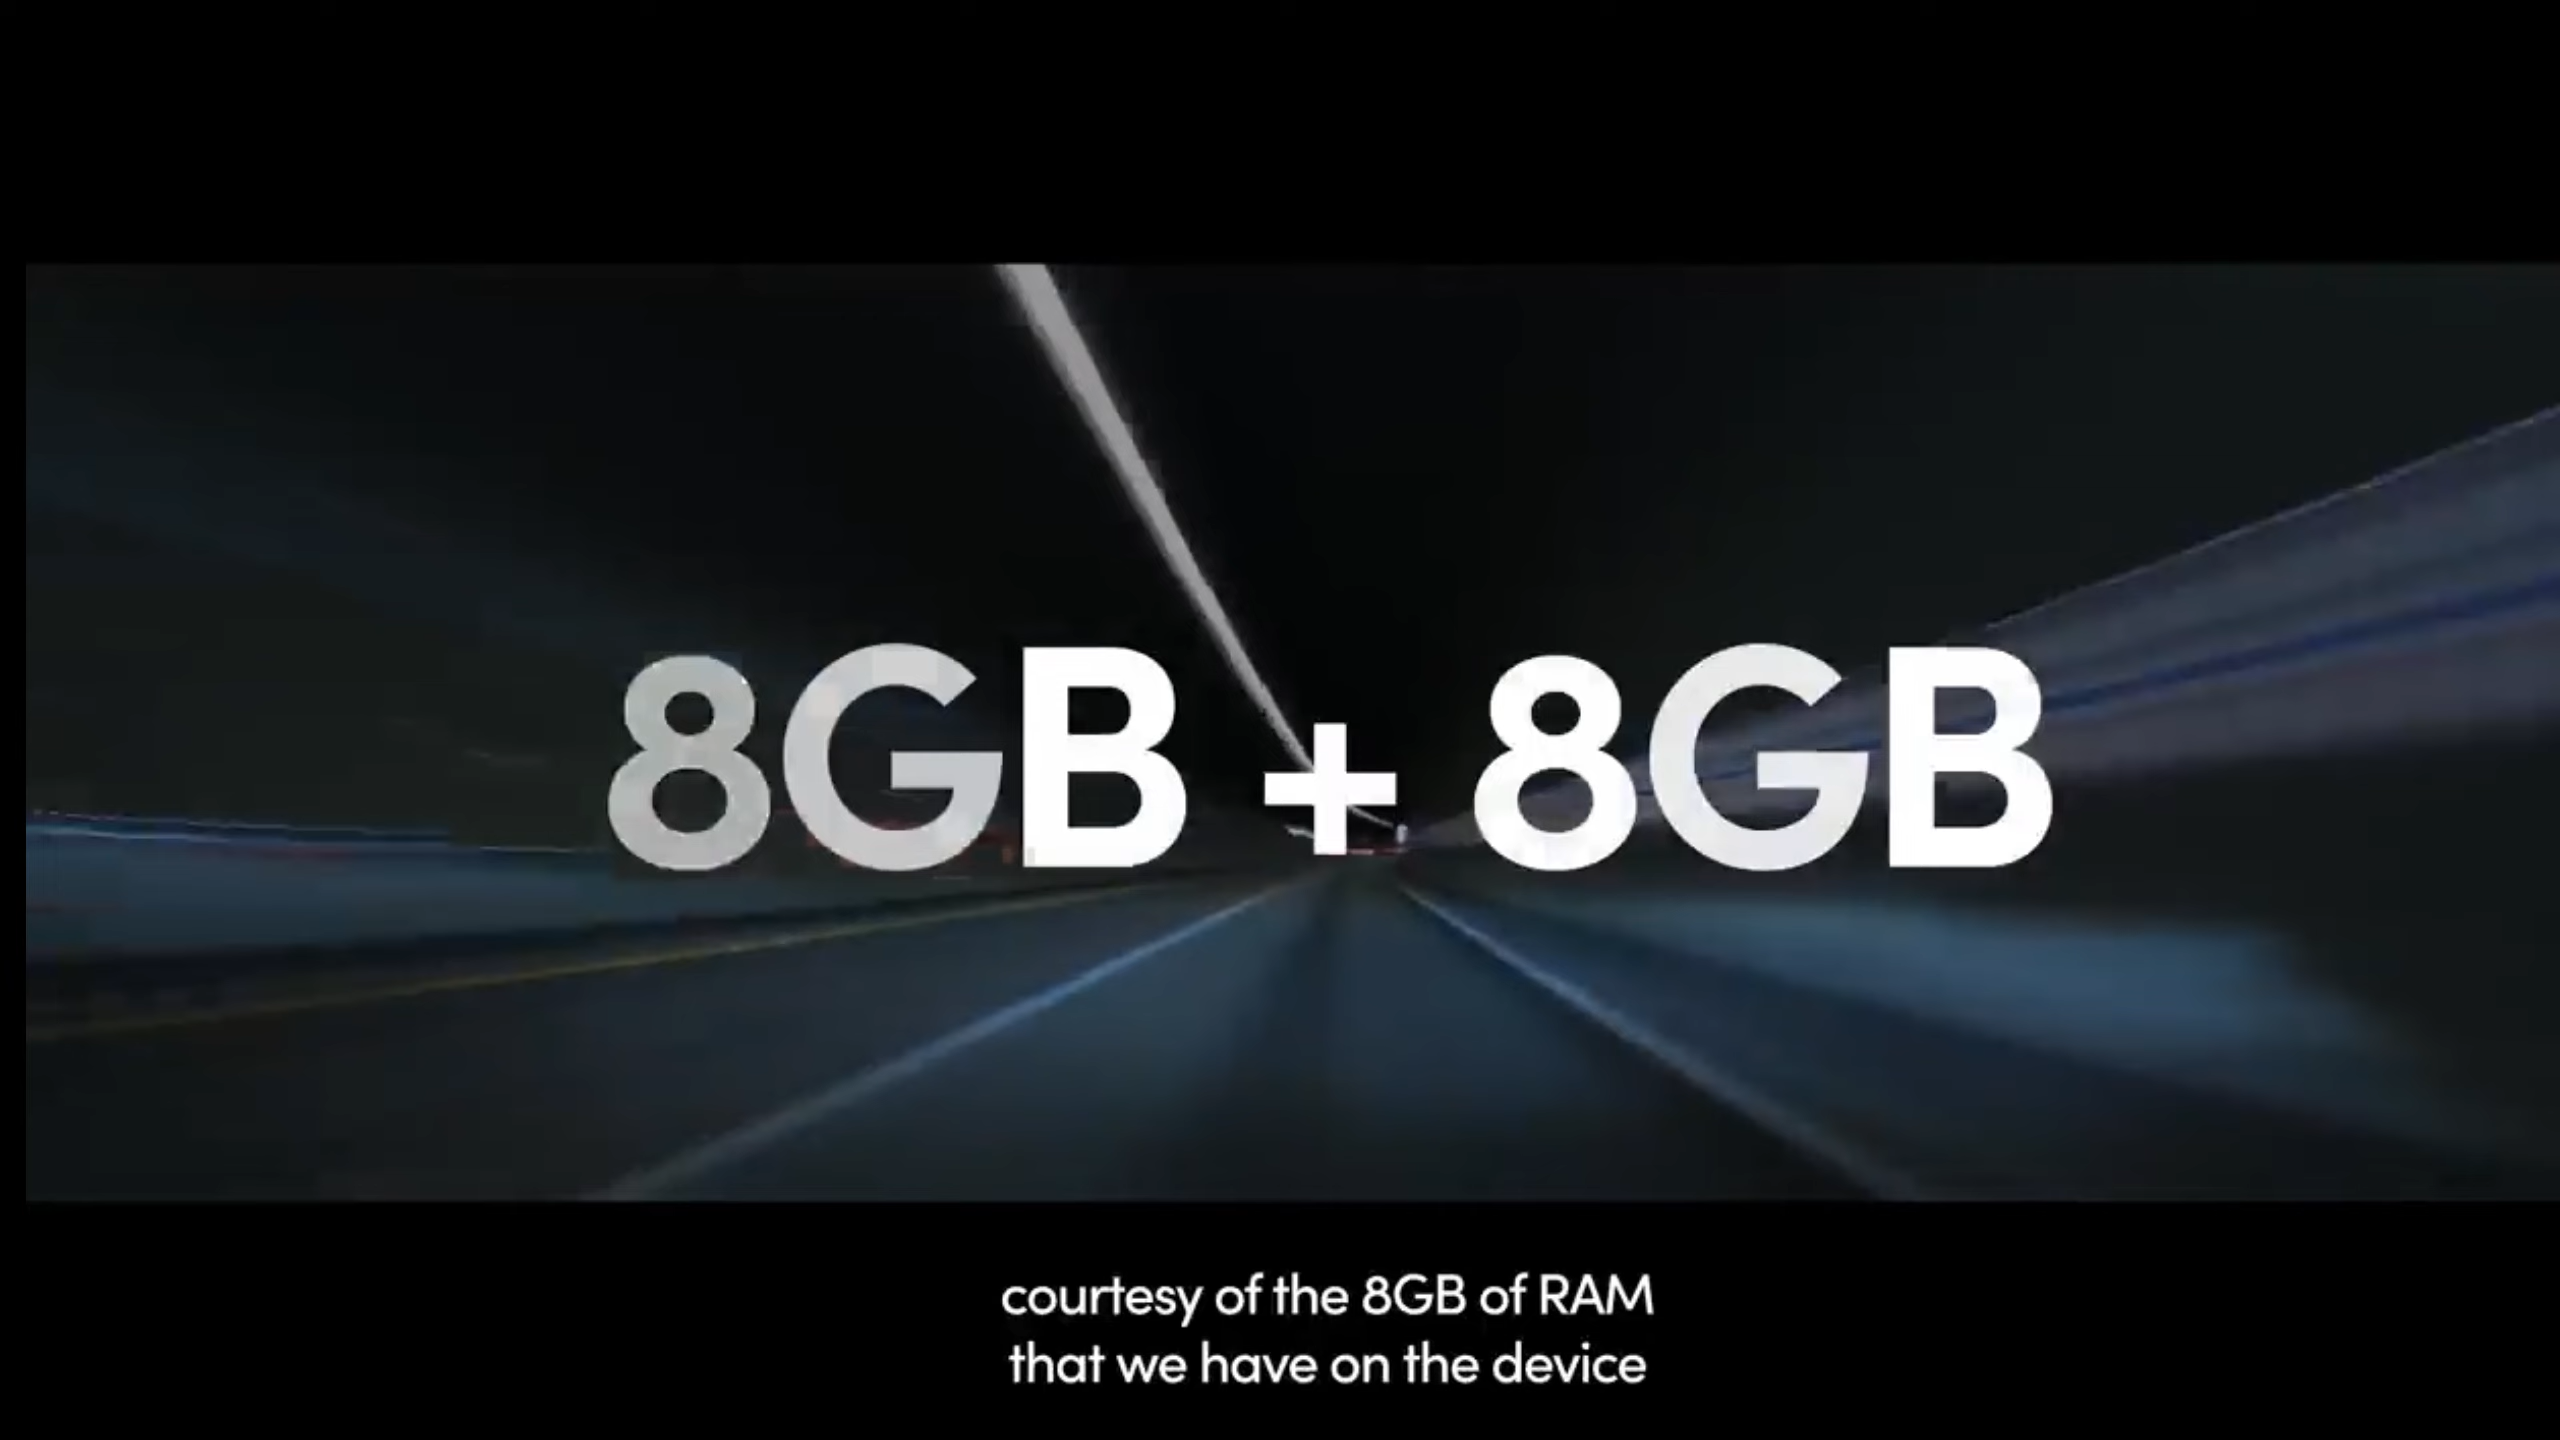 8GB + 8GB
courtesy of the 8GB of RAM
that we have on the device